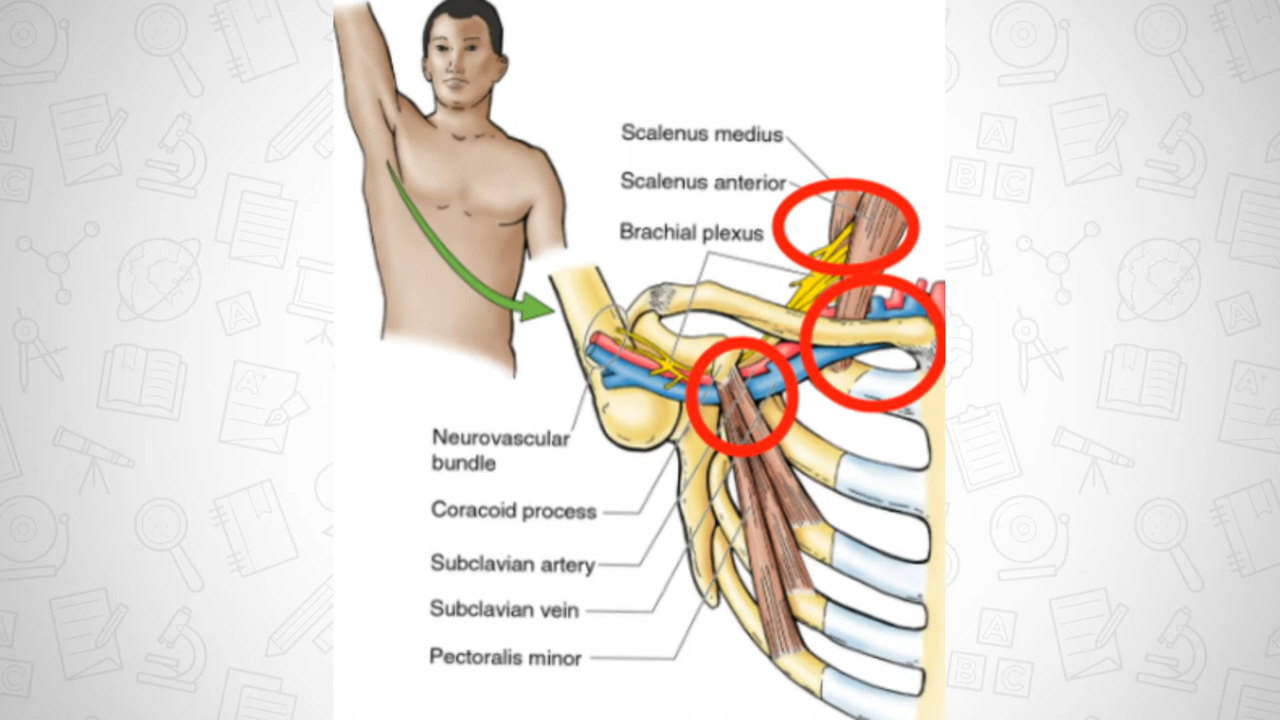 Scalenus medius
Scalenus anterior
Brachial plexus
Neurovascular
bundle
Coracoid process
Subclavian artery
Subclavian vein
Pectoralis minor
A
B C
A
B C
A
A
A
C
C